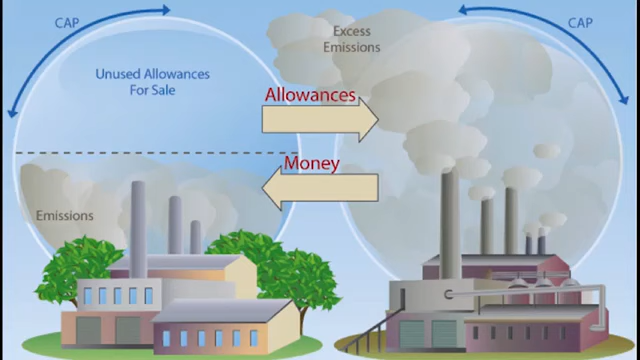 CAP
Unused Allowances
For Sale
Emissions
Allowances
Money
Excess
Emissions
CAP